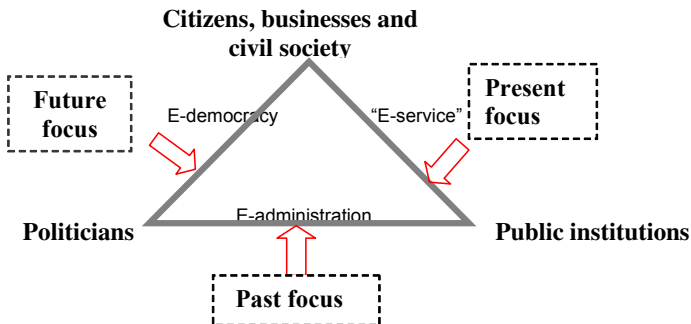 Citizens, businesses and
civil society
Future
focus
E-democracy
“E-service”
Present
focus
E-administration
Politicians
Public institutions
Past focus